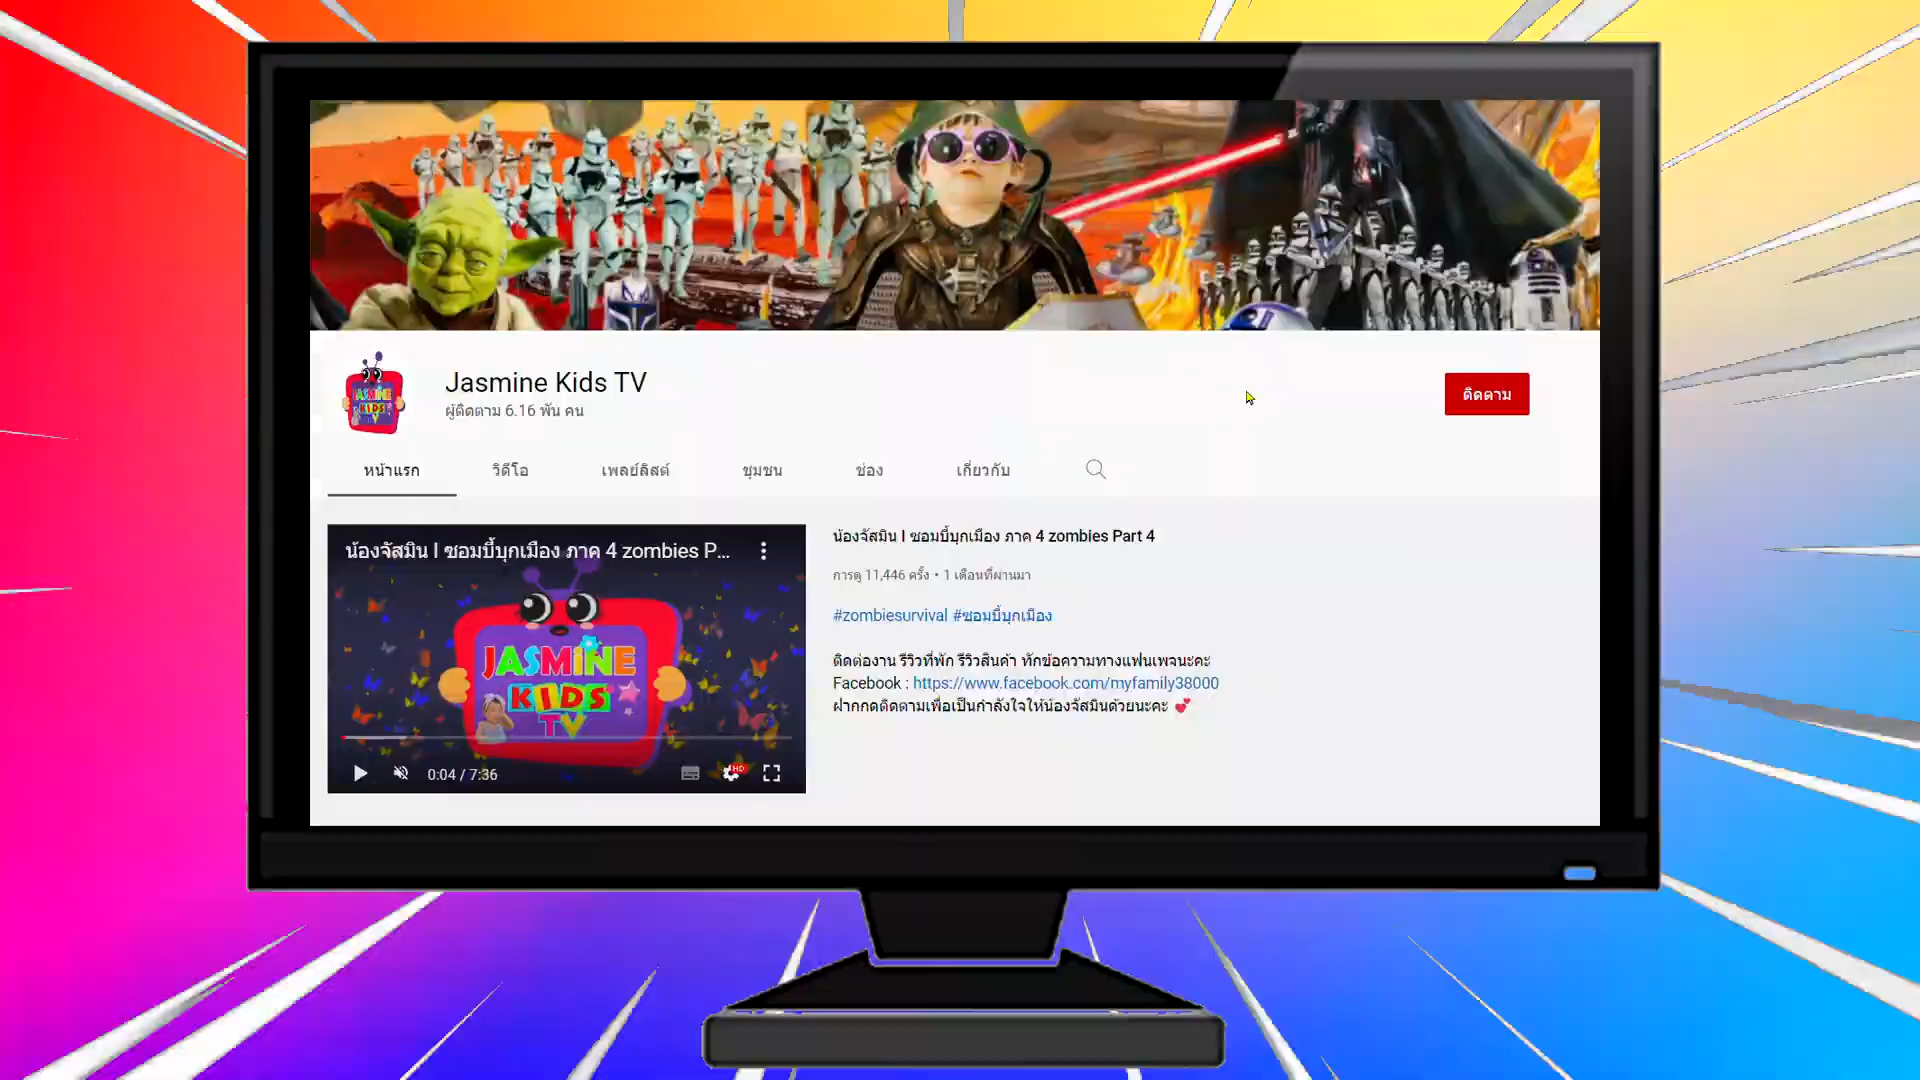 JASMINE
KIDS
TV
Jasmine Kids TV
ผู้ติดตาม 6.16 พัน คน
ติดตาม
หน้าแรก วิดีโอ เพลย์ลิสต์ ชุมชน ช่อง เกี่ยวกับ
น้องจัสมิน I ซอมบี้บุกเมือง ภาค 4 zombies P...
JASMINE
KIDS
TV
0:04 / 7:36
HD
น้องจัสมิน I ซอมบี้บุกเมือง ภาค 4 zombies Part 4
การดู 11,446 ครั้ง • 1 เดือนที่ผ่านมา
#zombiesurvival #ซอมบี้บุกเมือง
ติดต่องาน รีวิวที่พัก รีวิวสินค้า ทักข้อความทางแฟนเพจนะคะ
Facebook : https://www.facebook.com/myfamily38000
ฝากกดติดตามเพื่อเป็นกำลังใจให้น้องจัสมินด้วยนะคะ 💕